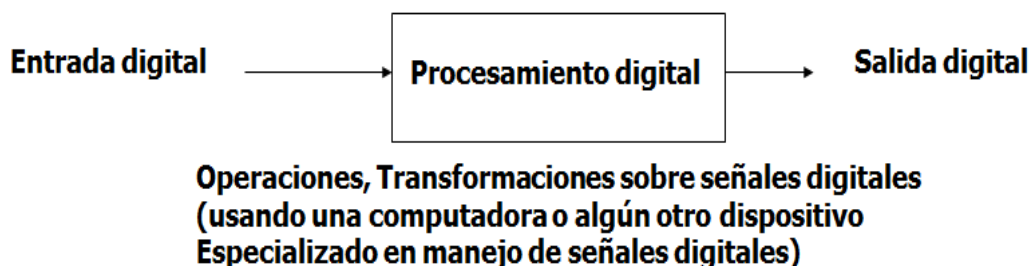 Entrada digital
Procesamiento digital
Salida digital
Operaciones, Transformaciones sobre señales digitales
(usando una computadora o algún otro dispositivo
Especializado en manejo de señales digitales)